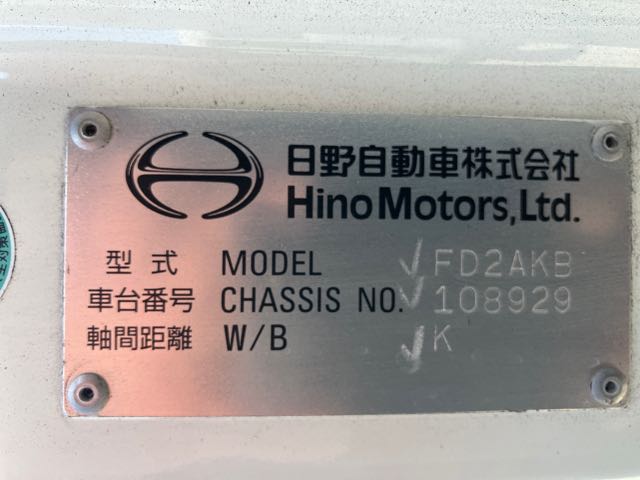 日野自動車株式会社
Hino Motors, Ltd.
型式 MODEL FD2AKB
車台番号 CHASSIS NO. 108929
軸間距離 W/B K